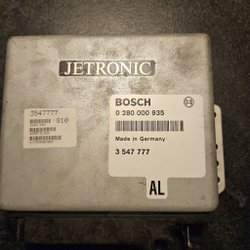 JETRONIC
3547777
810
BOSCH
0 280 000 935
Made in Germany
3 547 777
AL